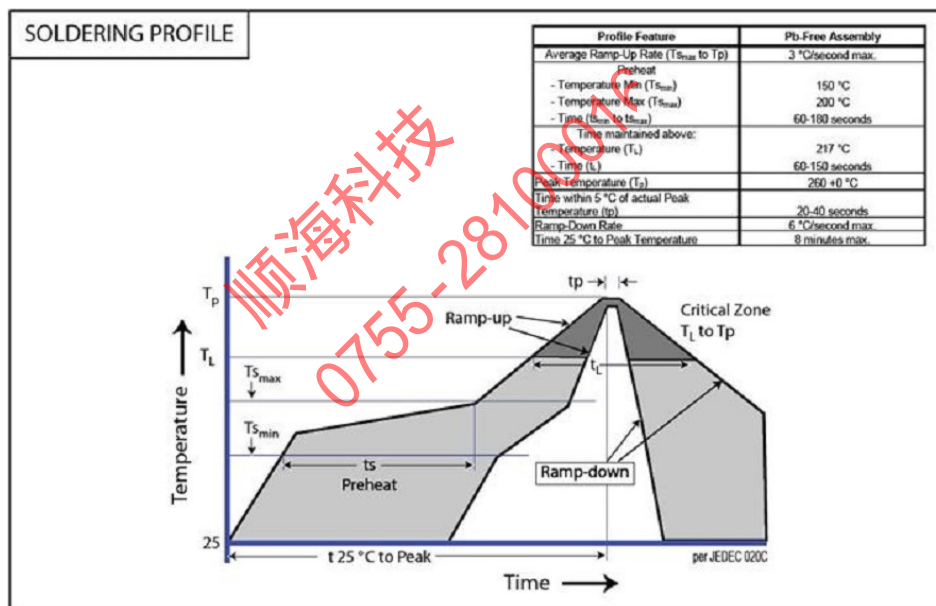 SOLDERING PROFILE
Profile Feature Pb-Free Assembly
Average Ramp-Up Rate (Tsmax to Tp) 3 °C/second max.
Preheat
- Temperature Min (Tsmin) 150 °C
- Temperature Max (Tsmax) 200 °C
- Time (tsmin to tsmax) 60-180 seconds
Time maintained above:
- Temperature (TL) 217 °C
- Time (tL) 60-150 seconds
Peak Temperature (TP) 260 +0 °C
Time within 5 °C of actual Peak
Temperature (tp) 20-40 seconds
Ramp-Down Rate 6 °C/second max.
Time 25 °C to Peak Temperature 8 minutes max.
顺海科技
0755-28100016
tp
TP
Ramp-up
Critical Zone
TL to Tp
TL
tL
Tsmax
Tsmin
ts
Preheat
Ramp-down
Temperature
25
t 25 °C to Peak
per JEDEC 020C
Time